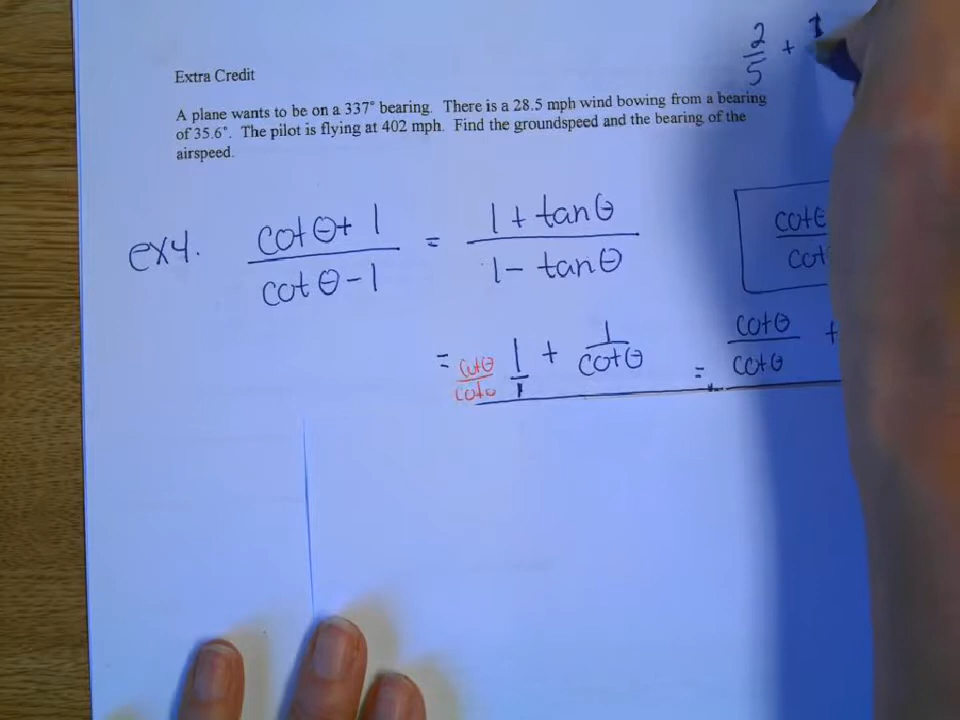 2/5 +
Extra Credit
A plane wants to be on a 337° bearing. There is a 28.5 mph wind bowing from a bearing
of 35.6°. The pilot is flying at 402 mph. Find the groundspeed and the bearing of the
airspeed.
ex4. (cot θ + 1)/(cot θ - 1) = (1 + tan θ)/(1 - tan θ)
= cot θ/cot θ 1/1 + 1/cot θ = cot θ/cot θ +